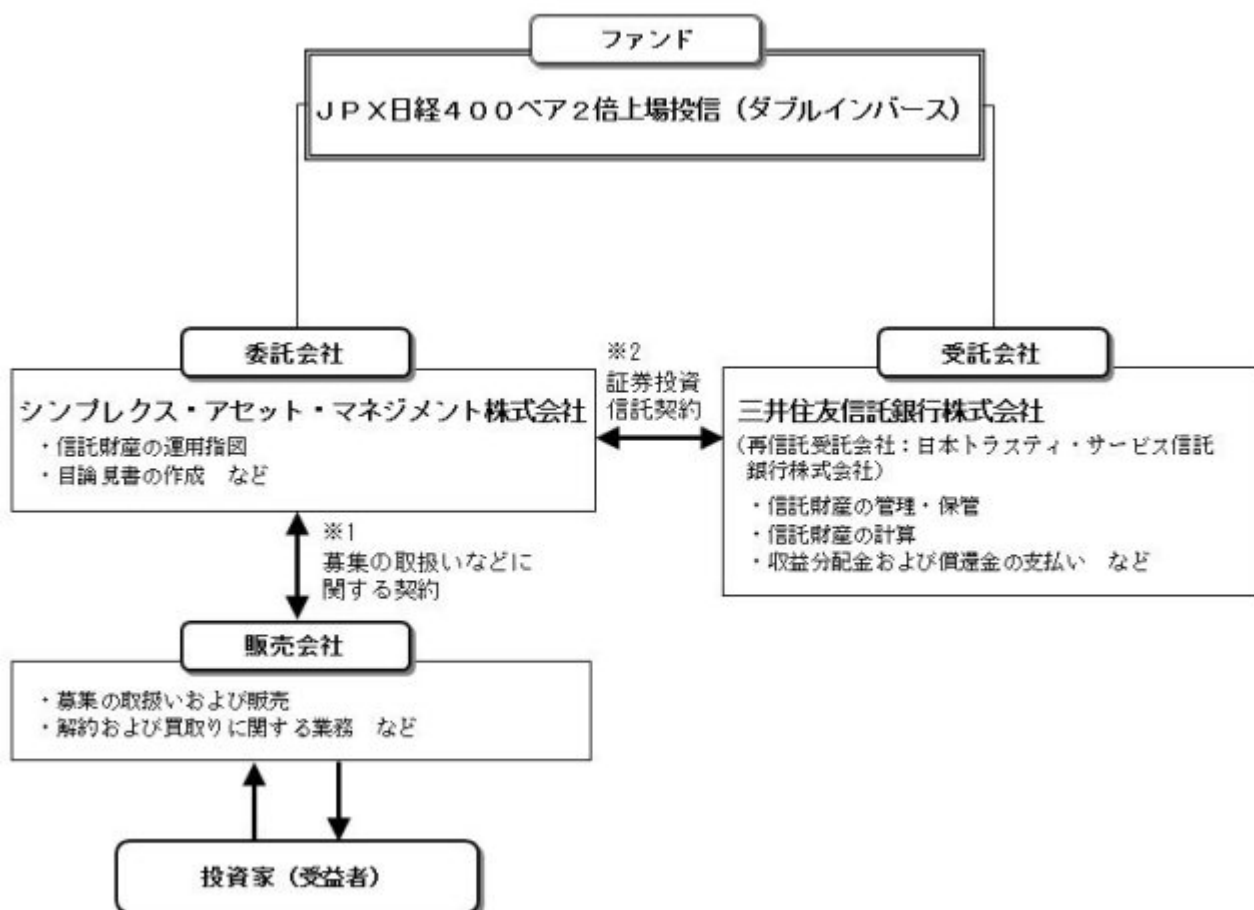 ファンド
JPX日経400ベア2倍上場投信(ダブルインバース)
委託会社
シンプレクス・アセット・マネジメント株式会社
・信託財産の運用指図
・目論見書の作成 など
※2
証券投資
信託契約
受託会社
三井住友信託銀行株式会社
(再信託受託会社:日本トラスティ・サービス信託
銀行株式会社)
・信託財産の管理・保管
・信託財産の計算
・収益分配金および償還金の支払い など
※1
募集の取扱いなどに
関する契約
販売会社
・募集の取扱いおよび販売
・解約および買取りに関する業務 など
投資家(受益者)